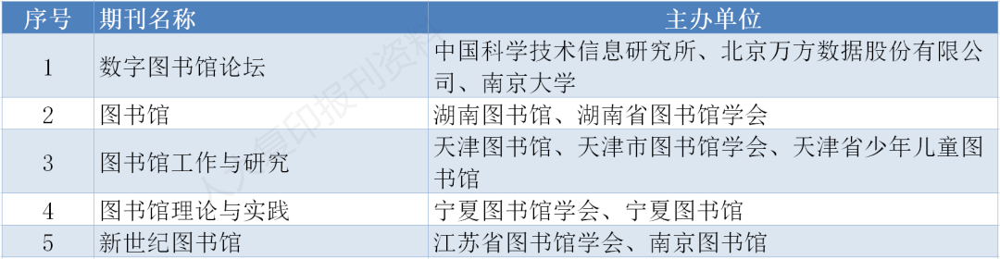 序号 期刊名称 主办单位
1 数字图书馆论坛 中国科学技术信息研究所、北京万方数据股份有限公
司、南京大学
2 图书馆 湖南图书馆、湖南省图书馆学会
3 图书馆工作与研究 天津图书馆、天津市图书馆学会、天津省少年儿童图
书馆
4 图书馆理论与实践 宁夏图书馆学会、宁夏图书馆
5 新世纪图书馆 江苏省图书馆学会、南京图书馆
人大复印报刊资料